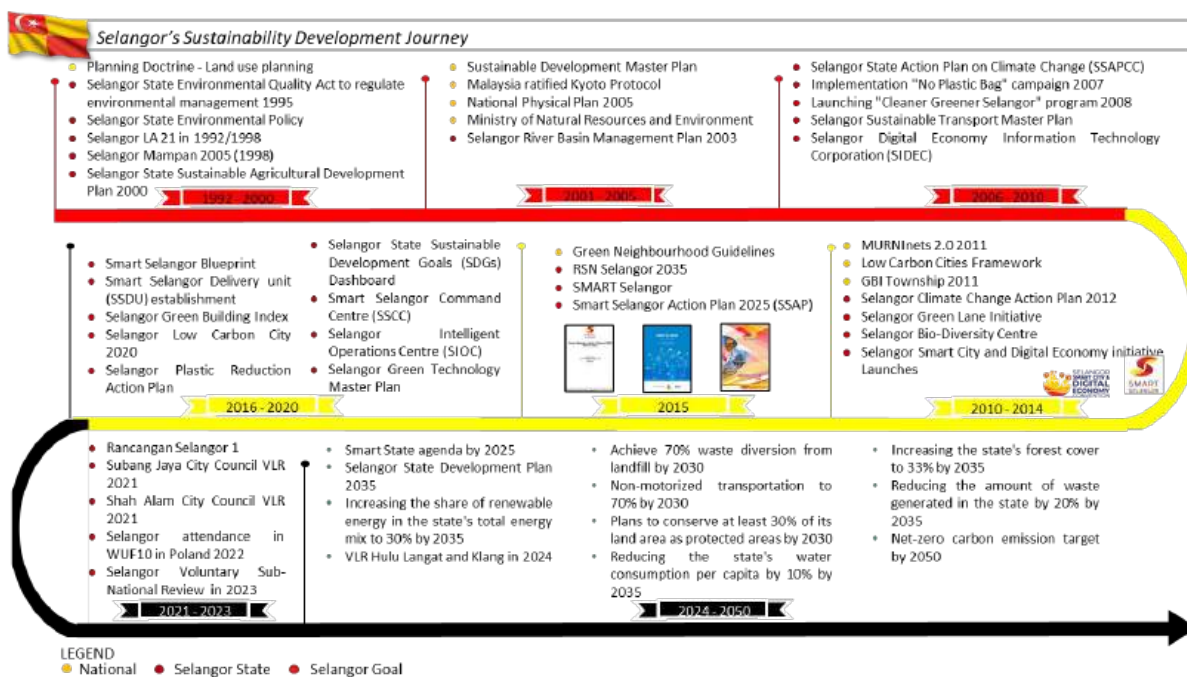 Selangor's Sustainability Development Journey
Planning Doctrine - Land use planning
Selangor State Environmental Quality Act to regulate
environmental management 1995
Selangor State Environmental Policy
Selangor LA 21 in 1992/1998
Selangor Mampan 2005 (1998)
Selangor State Sustainable Agricultural Development
Plan 2000
1992 - 2000
Sustainable Development Master Plan
Malaysia ratified Kyoto Protocol
National Physical Plan 2005
Ministry of Natural Resources and Environment
Selangor River Basin Management Plan 2003
2001 - 2005
Selangor State Action Plan on Climate Change (SSAPCC)
Implementation "No Plastic Bag" campaign 2007
Launching "Cleaner Greener Selangor" program 2008
Selangor Sustainable Transport Master Plan
Selangor Digital Economy Information Technology
Corporation (SIDEC)
2006 - 2010
Smart Selangor Blueprint
Smart Selangor Delivery unit
(SSDU) establishment
Selangor Green Building Index
Selangor Low Carbon City
2020
Selangor Plastic Reduction
Action Plan
Selangor State Sustainable
Development Goals (SDGs)
Dashboard
Smart Selangor Command
Centre (SSCC)
Selangor Intelligent
Operations Centre (SIOC)
Selangor Green Technology
Master Plan
2016 - 2020
Green Neighbourhood Guidelines
RSN Selangor 2035
SMART Selangor
Smart Selangor Action Plan 2025 (SSAP)
2015
MURNInets 2.0 2011
Low Carbon Cities Framework
GBI Township 2011
Selangor Climate Change Action Plan 2012
Selangor Green Lane Initiative
Selangor Bio-Diversity Centre
Selangor Smart City and Digital Economy initiative
Launches
SELANGOR
SMART CITY &
DIGITAL
ECONOMY
CONVENTION
SMART
SELANGOR
2010 - 2014
Rancangan Selangor 1
Subang Jaya City Council VLR
2021
Shah Alam City Council VLR
2021
Selangor attendance in
WUF10 in Poland 2022
Selangor Voluntary Sub-
National Review in 2023
2021 - 2023
Smart State agenda by 2025
Selangor State Development Plan
2035
Increasing the share of renewable
energy in the state's total energy
mix to 30% by 2035
VLR Hulu Langat and Klang in 2024
Achieve 70% waste diversion from
landfill by 2030
Non-motorized transportation to
70% by 2030
Plans to conserve at least 30% of its
land area as protected areas by 2030
Reducing the state's water
consumption per capita by 10% by
2035
Increasing the state's forest cover
to 33% by 2035
Reducing the amount of waste
generated in the state by 20% by
2035
Net-zero carbon emission target
by 2050
2024 - 2050
LEGEND
National Selangor State Selangor Goal